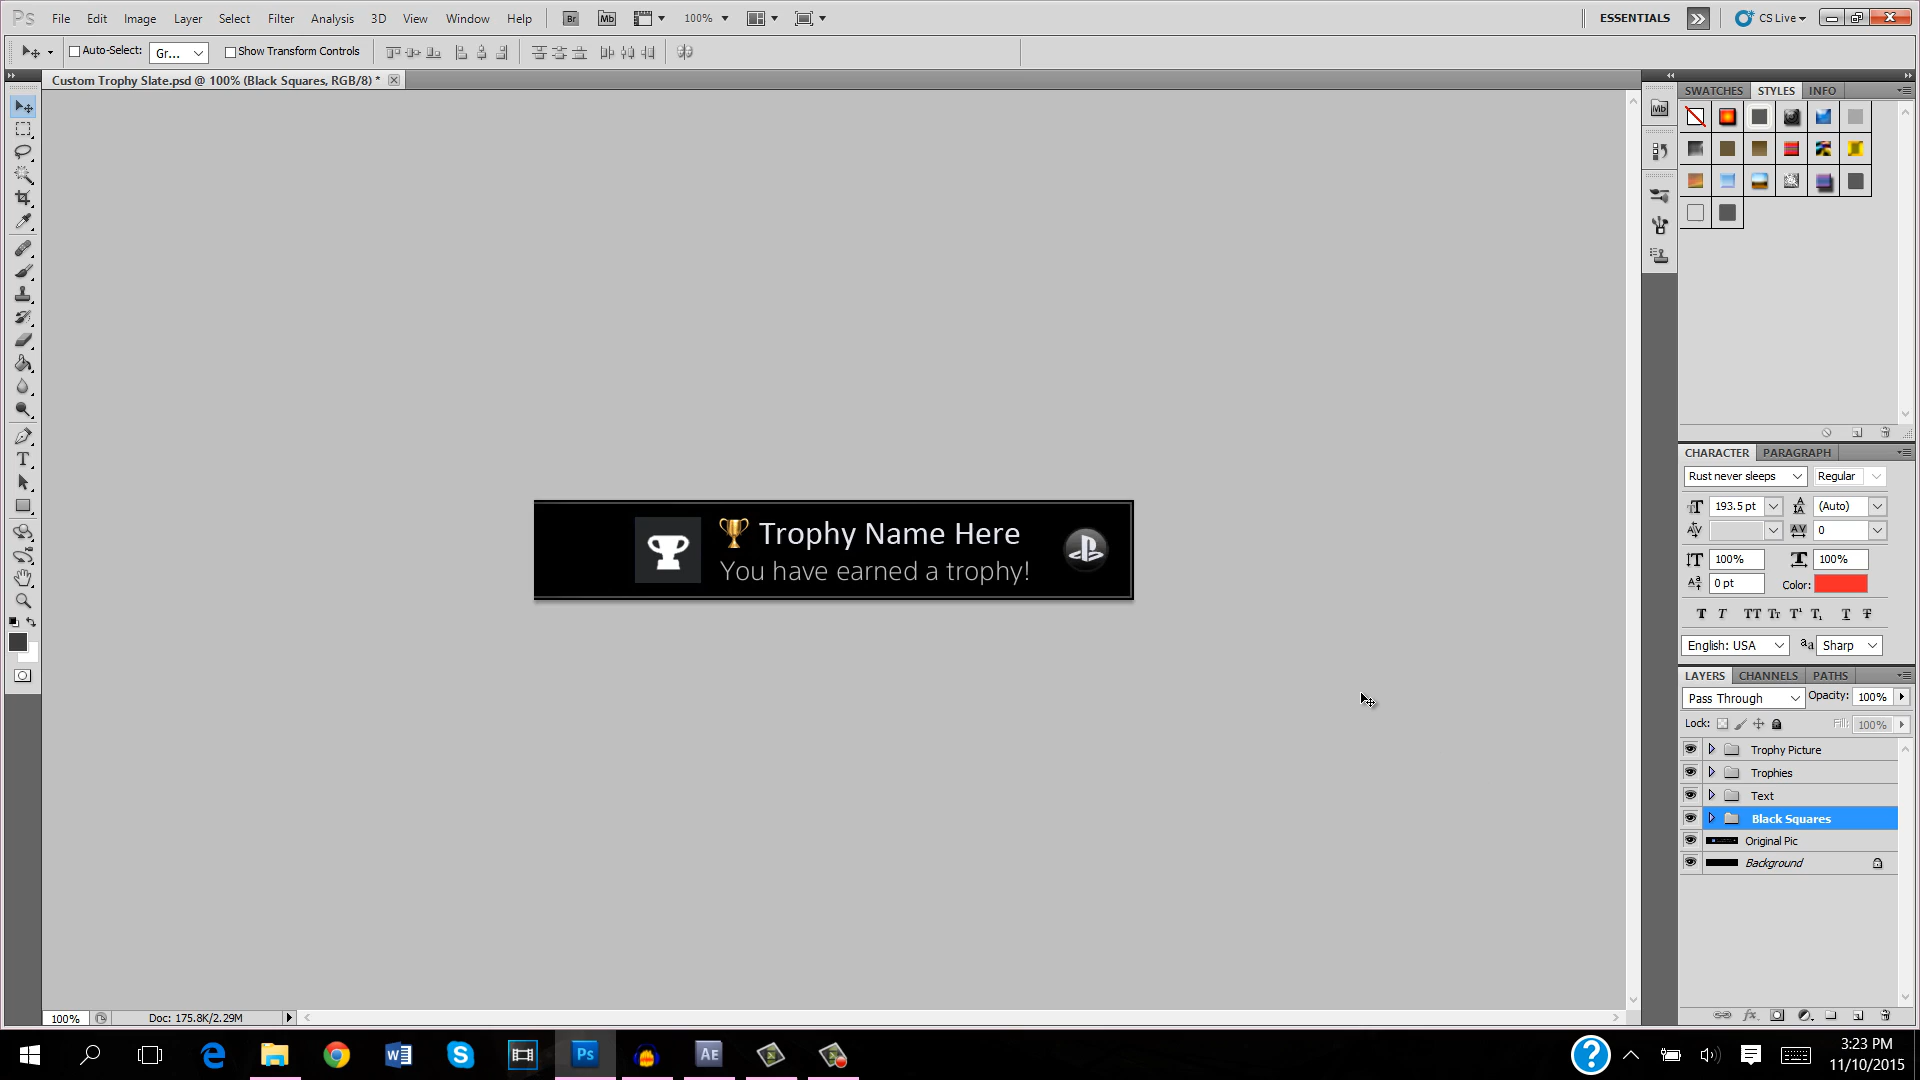 Ps File Edit Image Layer Select Filter Analysis 3D View Window Help Br Mb 100% ESSENTIALS CS Live
Auto-Select: Gr... Show Transform Controls
Custom Trophy Slate.psd @ 100% (Black Squares, RGB/8) *
SWATCHES STYLES INFO
Mb
Trophy Name Here
You have earned a trophy!
CHARACTER PARAGRAPH
Rust never sleeps Regular
193.5 pt (Auto)
0
100% 100%
0 pt Color:
English: USA Sharp
LAYERS CHANNELS PATHS
Pass Through Opacity: 100%
Lock: Fill: 100%
Trophy Picture
Trophies
Text
Black Squares
Original Pic
Background
100% Doc: 175.8K/2.29M
Ps AE 3:23 PM
11/10/2015